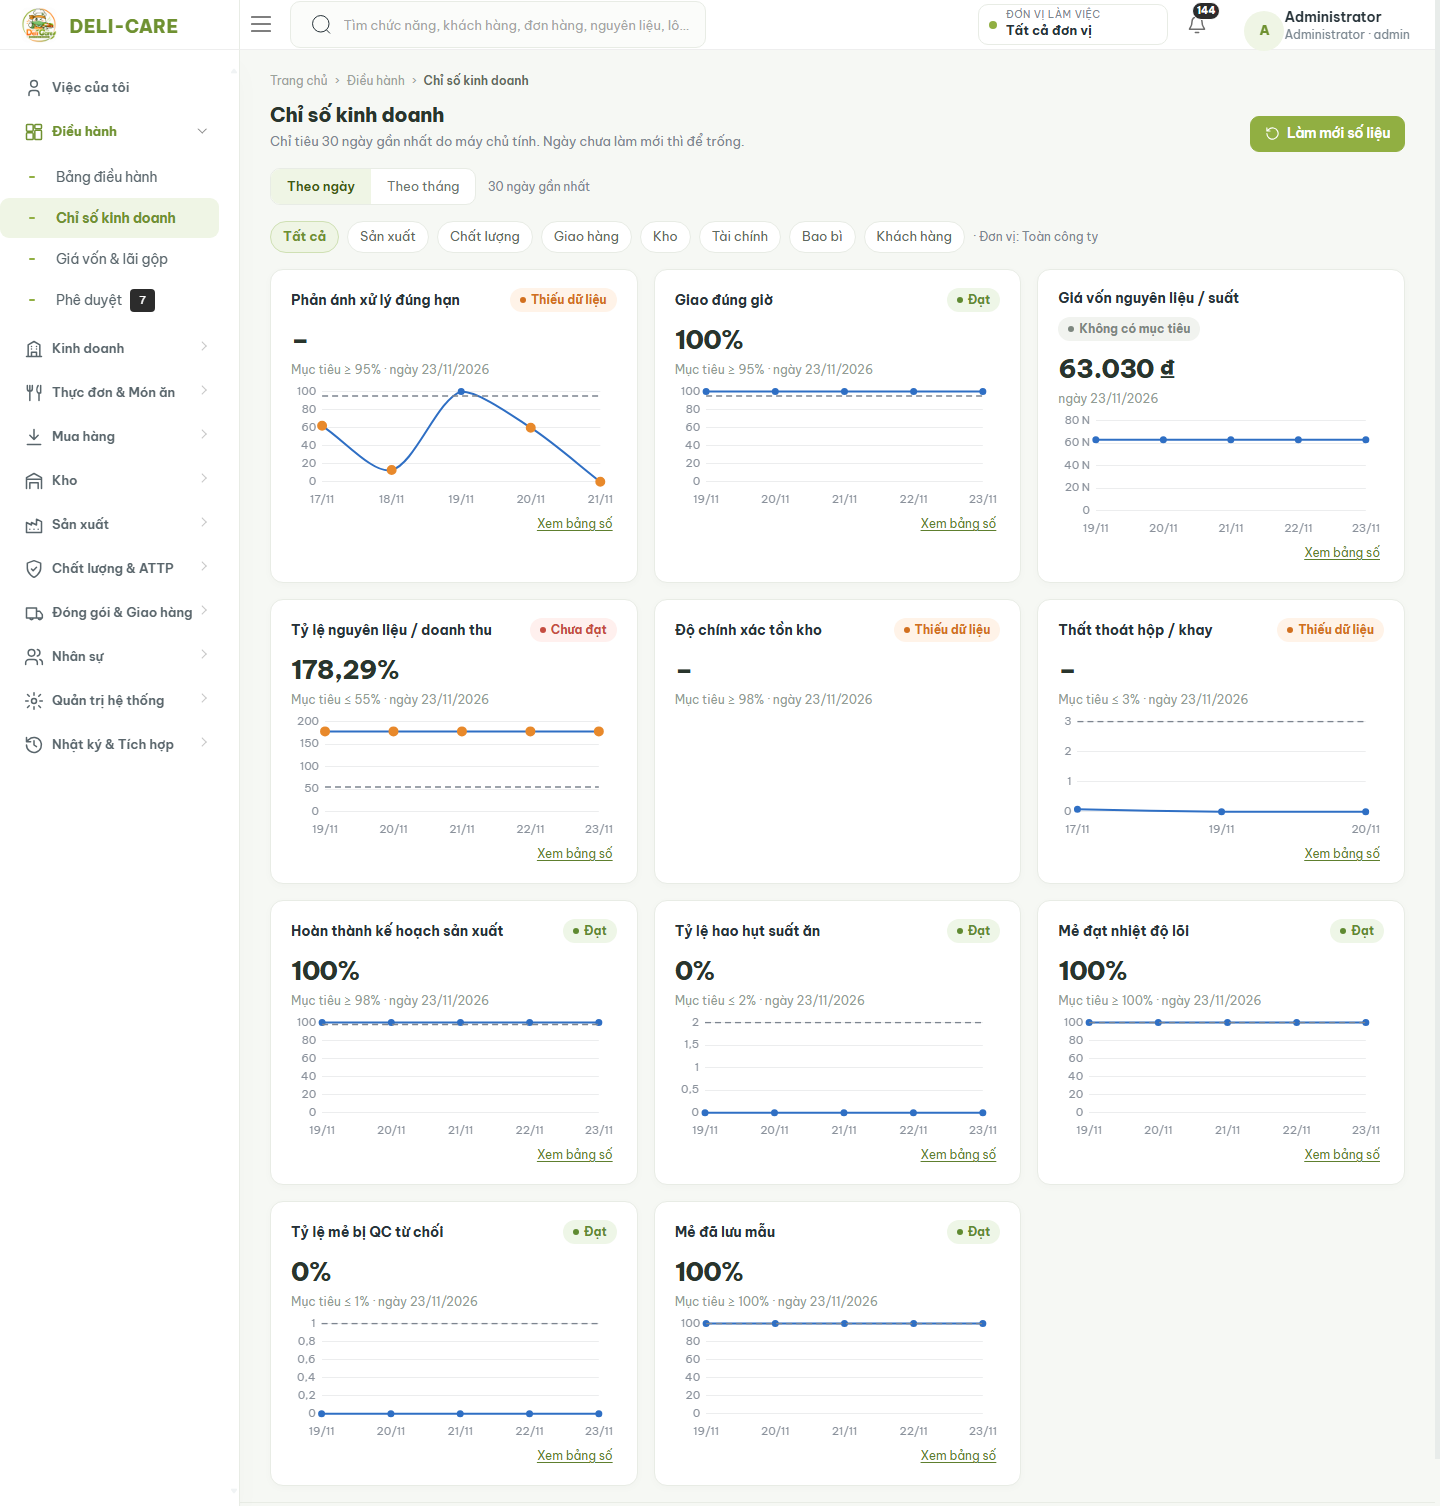 DELI-CARE
Tìm chức năng, khách hàng, đơn hàng, nguyên liệu, lô...
ĐƠN VỊ LÀM VIỆC
Tất cả đơn vị
144
A
Administrator
Administrator · admin
Việc của tôi
Điều hành
Bảng điều hành
Chỉ số kinh doanh
Giá vốn & lãi gộp
Phê duyệt 7
Kinh doanh
Thực đơn & Món ăn
Mua hàng
Kho
Sản xuất
Chất lượng & ATTP
Đóng gói & Giao hàng
Nhân sự
Quản trị hệ thống
Nhật ký & Tích hợp
Trang chủ > Điều hành > Chỉ số kinh doanh
Chỉ số kinh doanh
Chỉ tiêu 30 ngày gần nhất do máy chủ tính. Ngày chưa làm mới thì để trống.
Làm mới số liệu
Theo ngày Theo tháng 30 ngày gần nhất
Tất cả Sản xuất Chất lượng Giao hàng Kho Tài chính Bao bì Khách hàng · Đơn vị: Toàn công ty
Phản ánh xử lý đúng hạn Thiếu dữ liệu
–
Mục tiêu ≥ 95% · ngày 23/11/2026
100
80
60
40
20
0
17/11 18/11 19/11 20/11 21/11
Xem bảng số
Giao đúng giờ Đạt
100%
Mục tiêu ≥ 95% · ngày 23/11/2026
100
80
60
40
20
0
19/11 20/11 21/11 22/11 23/11
Xem bảng số
Giá vốn nguyên liệu / suất
Không có mục tiêu
63.030 ₫
ngày 23/11/2026
80 N
60 N
40 N
20 N
0
19/11 20/11 21/11 22/11 23/11
Xem bảng số
Tỷ lệ nguyên liệu / doanh thu Chưa đạt
178,29%
Mục tiêu ≤ 55% · ngày 23/11/2026
200
150
100
50
0
19/11 20/11 21/11 22/11 23/11
Xem bảng số
Độ chính xác tồn kho Thiếu dữ liệu
–
Mục tiêu ≥ 98% · ngày 23/11/2026
Thất thoát hộp / khay Thiếu dữ liệu
–
Mục tiêu ≤ 3% · ngày 23/11/2026
3
2
1
0
17/11 19/11 20/11
Xem bảng số
Hoàn thành kế hoạch sản xuất Đạt
100%
Mục tiêu ≥ 98% · ngày 23/11/2026
100
80
60
40
20
0
19/11 20/11 21/11 22/11 23/11
Xem bảng số
Tỷ lệ hao hụt suất ăn Đạt
0%
Mục tiêu ≤ 2% · ngày 23/11/2026
2
1,5
1
0,5
0
19/11 20/11 21/11 22/11 23/11
Xem bảng số
Mẻ đạt nhiệt độ lõi Đạt
100%
Mục tiêu ≥ 100% · ngày 23/11/2026
100
80
60
40
20
0
19/11 20/11 21/11 22/11 23/11
Xem bảng số
Tỷ lệ mẻ bị QC từ chối Đạt
0%
Mục tiêu ≤ 1% · ngày 23/11/2026
1
0,8
0,6
0,4
0,2
0
19/11 20/11 21/11 22/11 23/11
Xem bảng số
Mẻ đã lưu mẫu Đạt
100%
Mục tiêu ≥ 100% · ngày 23/11/2026
100
80
60
40
20
0
19/11 20/11 21/11 22/11 23/11
Xem bảng số